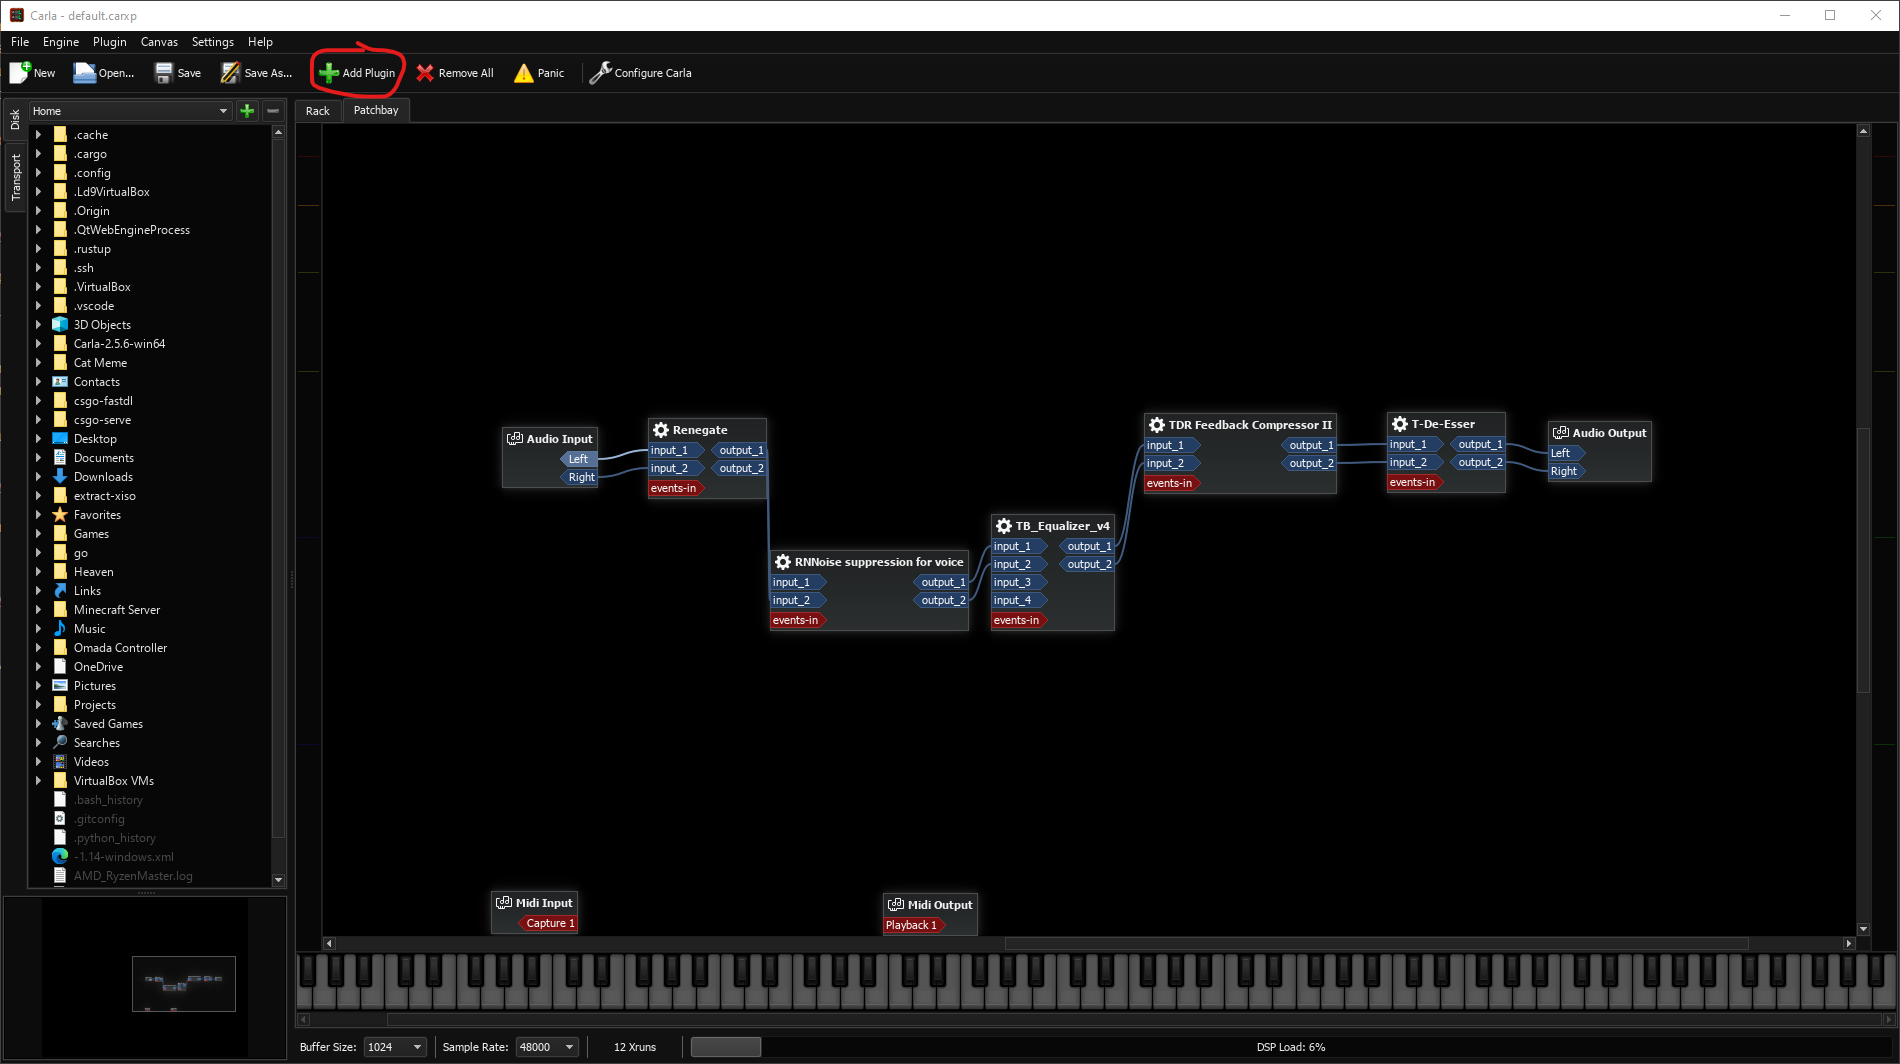 Carla - default.carxp
File Engine Plugin Canvas Settings Help
New Open... Save Save As... Add Plugin Remove All Panic Configure Carla
Disk
Transport
Home
.cache
.cargo
.config
.Ld9VirtualBox
.Origin
.QtWebEngineProcess
.rustup
.ssh
.VirtualBox
.vscode
3D Objects
Carla-2.5.6-win64
Cat Meme
Contacts
csgo-fastdl
csgo-serve
Desktop
Documents
Downloads
extract-xiso
Favorites
Games
go
Heaven
Links
Minecraft Server
Music
Omada Controller
OneDrive
Pictures
Projects
Saved Games
Searches
Videos
VirtualBox VMs
.bash_history
.gitconfig
.python_history
-1.14-windows.xml
AMD_RyzenMaster.log
Rack Patchbay
Audio Input
Left
Right
Renegate
input_1 output_1
input_2 output_2
events-in
RNNoise suppression for voice
input_1 output_1
input_2 output_2
events-in
TB_Equalizer_v4
input_1 output_1
input_2 output_2
input_3
input_4
events-in
TDR Feedback Compressor II
input_1 output_1
input_2 output_2
events-in
T-De-Esser
input_1 output_1
input_2 output_2
events-in
Audio Output
Left
Right
Midi Input
Capture 1
Midi Output
Playback 1
Buffer Size: 1024 Sample Rate: 48000 12 Xruns DSP Load: 6%